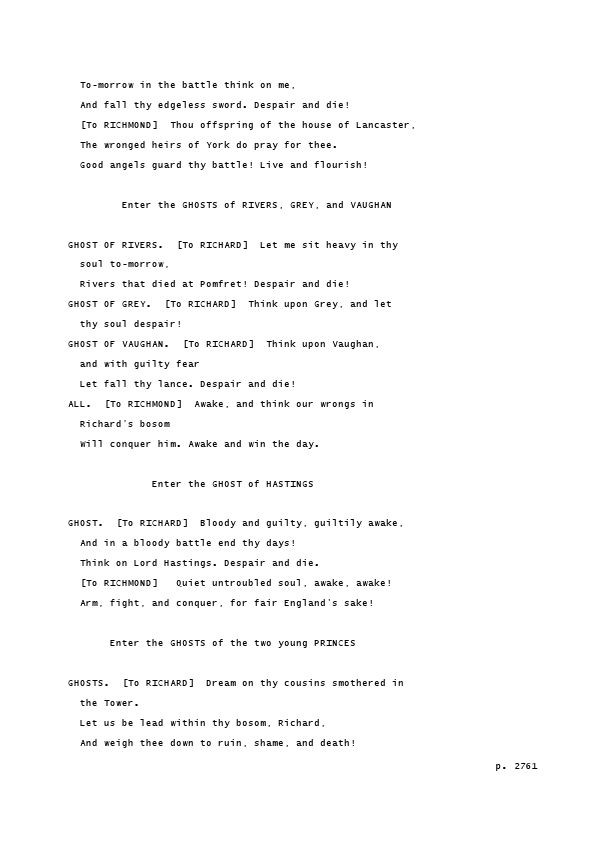 To-morrow in the battle think on me,
And fall thy edgeless sword. Despair and die!
[To RICHMOND]  Thou offspring of the house of Lancaster,
The wronged heirs of York do pray for thee.
Good angels guard thy battle! Live and flourish!
Enter the GHOSTS of RIVERS, GREY, and VAUGHAN
GHOST OF RIVERS.  [To RICHARD]  Let me sit heavy in thy
soul to-morrow,
Rivers that died at Pomfret! Despair and die!
GHOST OF GREY.  [To RICHARD]  Think upon Grey, and let
thy soul despair!
GHOST OF VAUGHAN.  [To RICHARD]  Think upon Vaughan,
and with guilty fear
Let fall thy lance. Despair and die!
ALL.  [To RICHMOND]  Awake, and think our wrongs in
Richard's bosom
Will conquer him. Awake and win the day.
Enter the GHOST of HASTINGS
GHOST.  [To RICHARD]  Bloody and guilty, guiltily awake,
And in a bloody battle end thy days!
Think on Lord Hastings. Despair and die.
[To RICHMOND]   Quiet untroubled soul, awake, awake!
Arm, fight, and conquer, for fair England's sake!
Enter the GHOSTS of the two young PRINCES
GHOSTS.  [To RICHARD]  Dream on thy cousins smothered in
the Tower.
Let us be lead within thy bosom, Richard,
And weigh thee down to ruin, shame, and death!
p. 2761